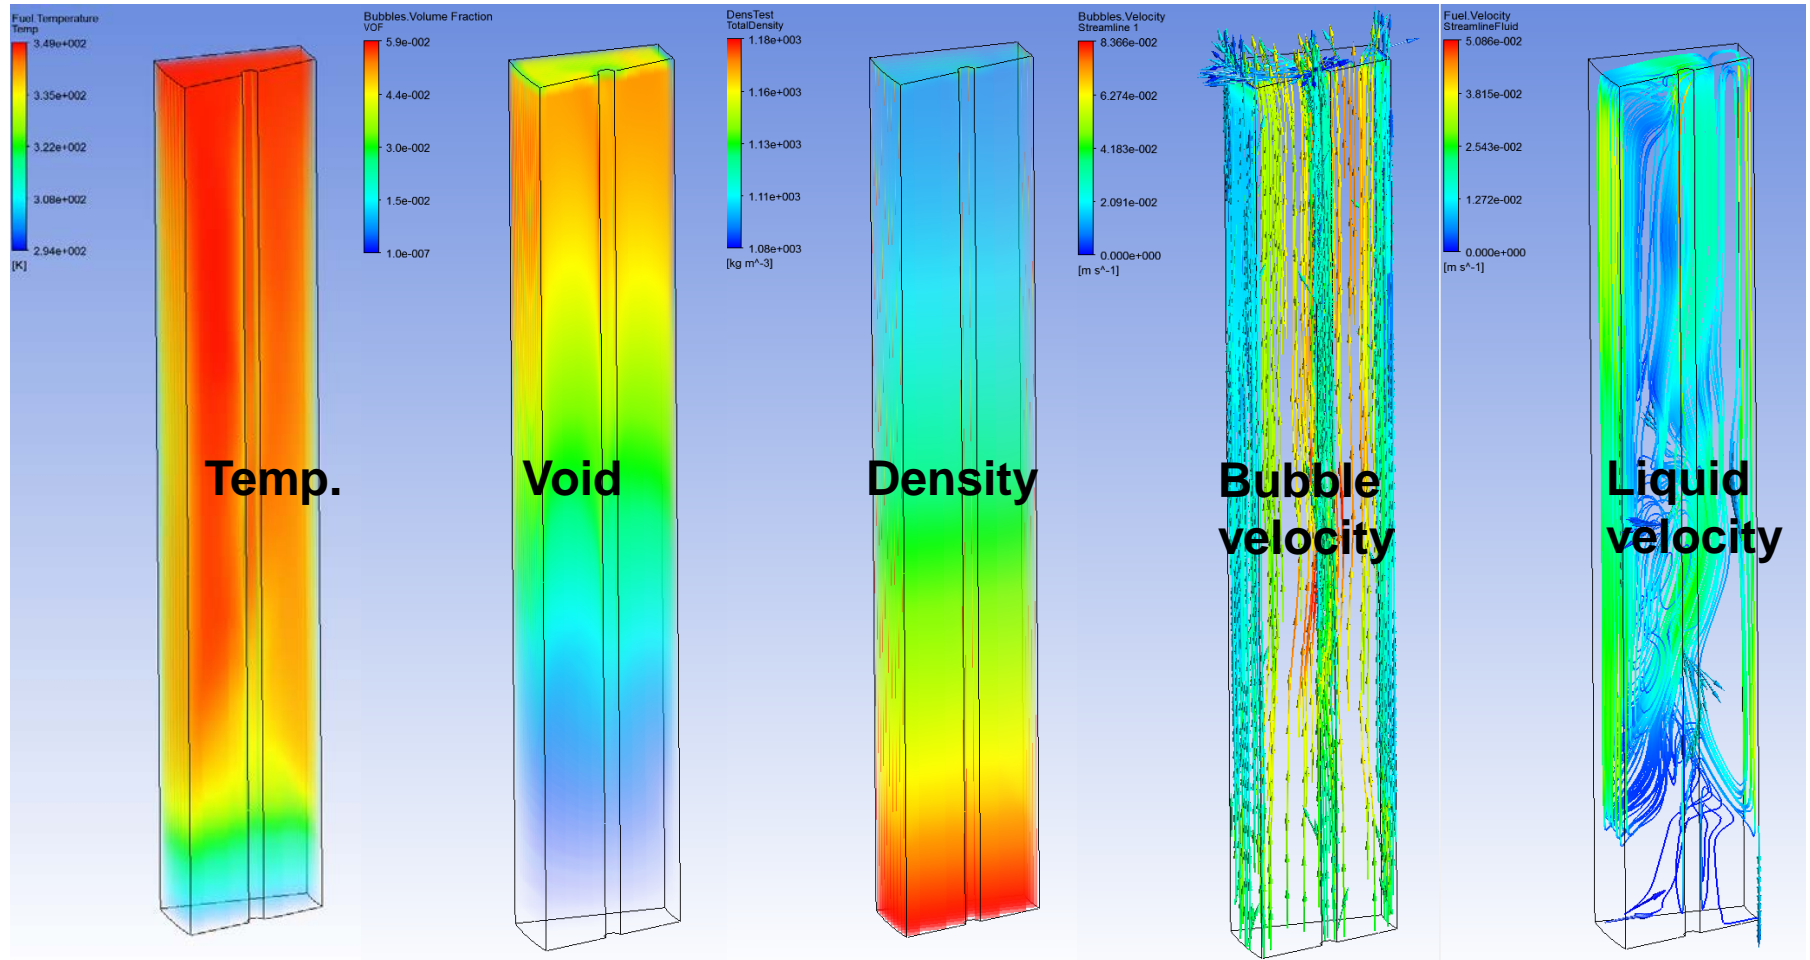 Fuel.Temperature
Temp
3.49e+002
3.35e+002
3.22e+002
3.08e+002
2.94e+002
[K]
Bubbles.Volume Fraction
VOF
5.9e-002
4.4e-002
3.0e-002
1.5e-002
1.0e-007
DensTest
TotalDensity
1.18e+003
1.16e+003
1.13e+003
1.11e+003
1.08e+003
[kg m^-3]
Bubbles.Velocity
Streamline 1
8.366e-002
6.274e-002
4.183e-002
2.091e-002
0.000e+000
[m s^-1]
Fuel.Velocity
StreamlineFluid
5.086e-002
3.815e-002
2.543e-002
1.272e-002
0.000e+000
[m s^-1]
Temp.
Void
Density
Bubble
velocity
Liquid
velocity